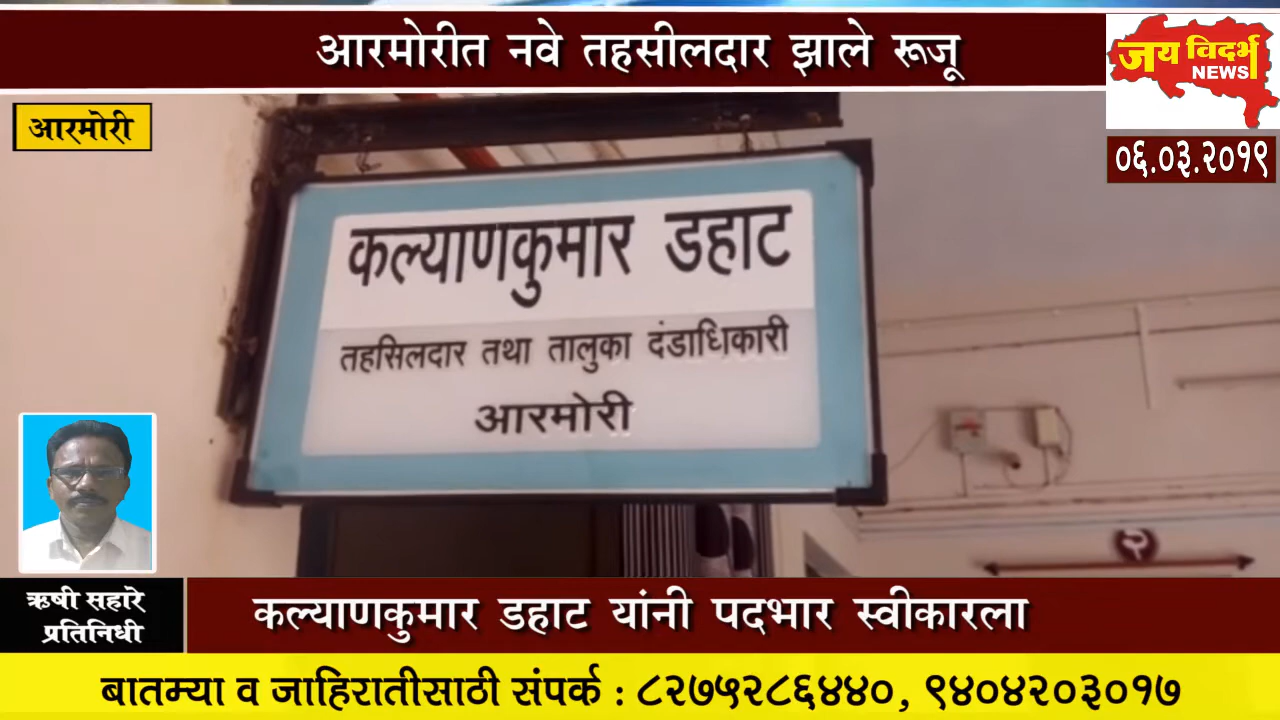 आरमोरीत नवे तहसीलदार झाले रूजू
जय विदर्भ
NEWS
आरमोरी
०६.०३.२०१९
कल्याणकुमार डहाट
तहसिलदार तथा तालुका दंडाधिकारी
आरमोरी
२
ऋषी सहारे
प्रतिनिधी
कल्याणकुमार डहाट यांनी पदभार स्वीकारला
बातम्या व जाहिरातीसाठी संपर्क : ८२७५२८६४४०, ९४०४२०३०१७